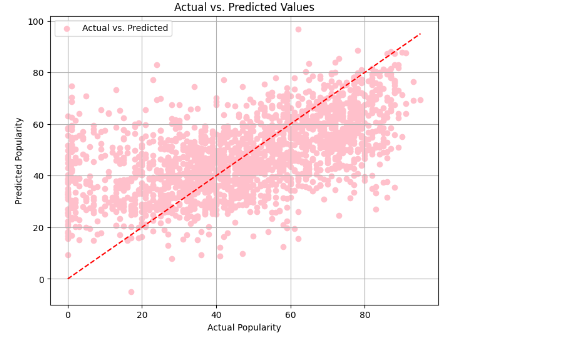 Actual vs. Predicted Values
Actual vs. Predicted
Predicted Popularity
100
80
60
40
20
0
0 20 40 60 80
Actual Popularity